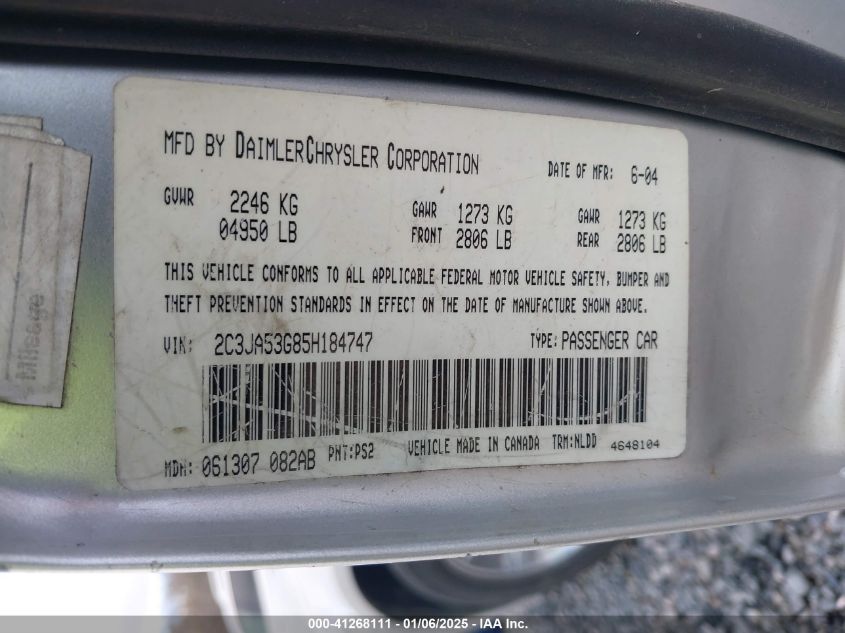 MFD BY DAIMLERCHRYSLER CORPORATION DATE OF MFR: 6-04
GVWR 2246 KG GAWR 1273 KG GAWR 1273 KG
04950 LB FRONT 2806 LB REAR 2806 LB
THIS VEHICLE CONFORMS TO ALL APPLICABLE FEDERAL MOTOR VEHICLE SAFETY, BUMPER AND
THEFT PREVENTION STANDARDS IN EFFECT ON THE DATE OF MANUFACTURE SHOWN ABOVE.
VIN: 2C3JA53G85H184747 TYPE: PASSENGER CAR
MDH: 061307 082AB PNT:PS2 VEHICLE MADE IN CANADA TRM:NLDD 4648104
Mileage
000-41268111 - 01/06/2025 - IAA Inc.